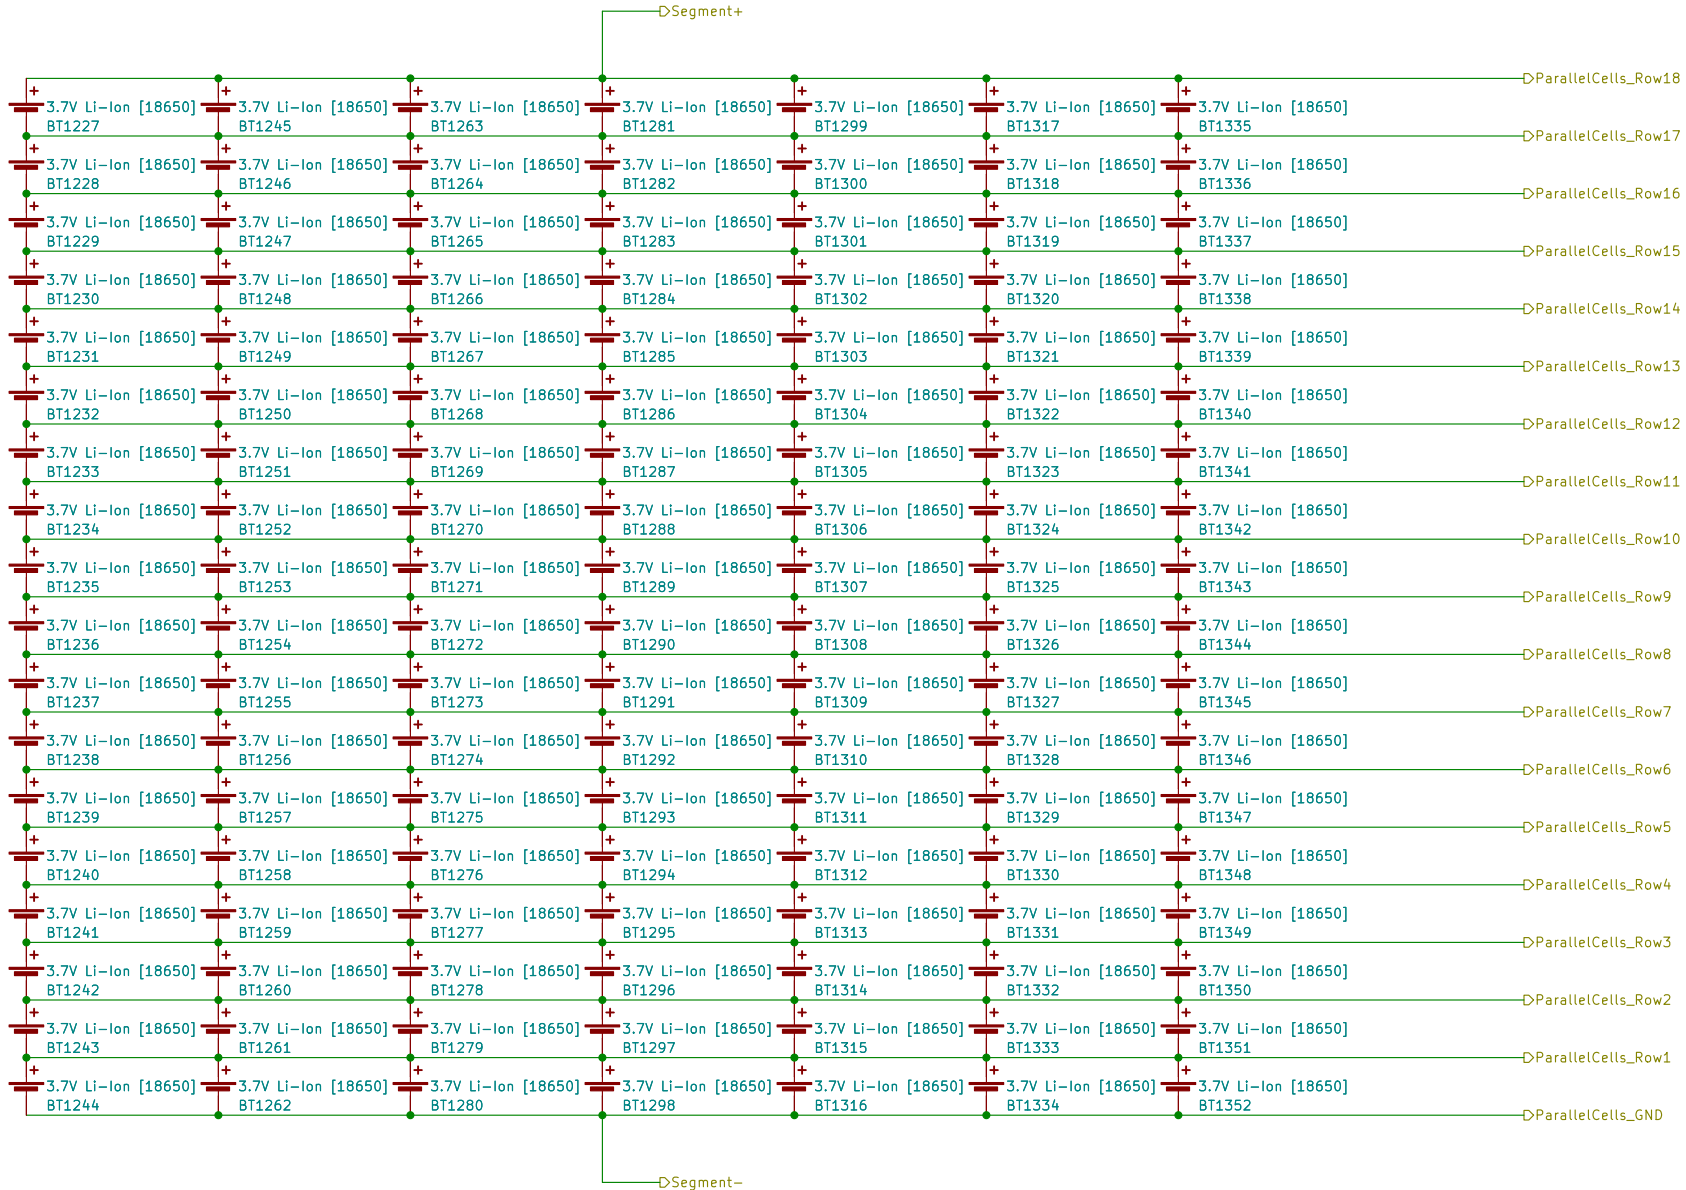 Segment+
ParallelCells_Row18
3.7V Li-Ion [18650] 3.7V Li-Ion [18650] 3.7V Li-Ion [18650] 3.7V Li-Ion [18650] 3.7V Li-Ion [18650] 3.7V Li-Ion [18650] 3.7V Li-Ion [18650]
BT1227 BT1245 BT1263 BT1281 BT1299 BT1317 BT1335
ParallelCells_Row17
3.7V Li-Ion [18650] 3.7V Li-Ion [18650] 3.7V Li-Ion [18650] 3.7V Li-Ion [18650] 3.7V Li-Ion [18650] 3.7V Li-Ion [18650] 3.7V Li-Ion [18650]
BT1228 BT1246 BT1264 BT1282 BT1300 BT1318 BT1336
ParallelCells_Row16
3.7V Li-Ion [18650] 3.7V Li-Ion [18650] 3.7V Li-Ion [18650] 3.7V Li-Ion [18650] 3.7V Li-Ion [18650] 3.7V Li-Ion [18650] 3.7V Li-Ion [18650]
BT1229 BT1247 BT1265 BT1283 BT1301 BT1319 BT1337
ParallelCells_Row15
3.7V Li-Ion [18650] 3.7V Li-Ion [18650] 3.7V Li-Ion [18650] 3.7V Li-Ion [18650] 3.7V Li-Ion [18650] 3.7V Li-Ion [18650] 3.7V Li-Ion [18650]
BT1230 BT1248 BT1266 BT1284 BT1302 BT1320 BT1338
ParallelCells_Row14
3.7V Li-Ion [18650] 3.7V Li-Ion [18650] 3.7V Li-Ion [18650] 3.7V Li-Ion [18650] 3.7V Li-Ion [18650] 3.7V Li-Ion [18650] 3.7V Li-Ion [18650]
BT1231 BT1249 BT1267 BT1285 BT1303 BT1321 BT1339
ParallelCells_Row13
3.7V Li-Ion [18650] 3.7V Li-Ion [18650] 3.7V Li-Ion [18650] 3.7V Li-Ion [18650] 3.7V Li-Ion [18650] 3.7V Li-Ion [18650] 3.7V Li-Ion [18650]
BT1232 BT1250 BT1268 BT1286 BT1304 BT1322 BT1340
ParallelCells_Row12
3.7V Li-Ion [18650] 3.7V Li-Ion [18650] 3.7V Li-Ion [18650] 3.7V Li-Ion [18650] 3.7V Li-Ion [18650] 3.7V Li-Ion [18650] 3.7V Li-Ion [18650]
BT1233 BT1251 BT1269 BT1287 BT1305 BT1323 BT1341
ParallelCells_Row11
3.7V Li-Ion [18650] 3.7V Li-Ion [18650] 3.7V Li-Ion [18650] 3.7V Li-Ion [18650] 3.7V Li-Ion [18650] 3.7V Li-Ion [18650] 3.7V Li-Ion [18650]
BT1234 BT1252 BT1270 BT1288 BT1306 BT1324 BT1342
ParallelCells_Row10
3.7V Li-Ion [18650] 3.7V Li-Ion [18650] 3.7V Li-Ion [18650] 3.7V Li-Ion [18650] 3.7V Li-Ion [18650] 3.7V Li-Ion [18650] 3.7V Li-Ion [18650]
BT1235 BT1253 BT1271 BT1289 BT1307 BT1325 BT1343
ParallelCells_Row9
3.7V Li-Ion [18650] 3.7V Li-Ion [18650] 3.7V Li-Ion [18650] 3.7V Li-Ion [18650] 3.7V Li-Ion [18650] 3.7V Li-Ion [18650] 3.7V Li-Ion [18650]
BT1236 BT1254 BT1272 BT1290 BT1308 BT1326 BT1344
ParallelCells_Row8
3.7V Li-Ion [18650] 3.7V Li-Ion [18650] 3.7V Li-Ion [18650] 3.7V Li-Ion [18650] 3.7V Li-Ion [18650] 3.7V Li-Ion [18650] 3.7V Li-Ion [18650]
BT1237 BT1255 BT1273 BT1291 BT1309 BT1327 BT1345
ParallelCells_Row7
3.7V Li-Ion [18650] 3.7V Li-Ion [18650] 3.7V Li-Ion [18650] 3.7V Li-Ion [18650] 3.7V Li-Ion [18650] 3.7V Li-Ion [18650] 3.7V Li-Ion [18650]
BT1238 BT1256 BT1274 BT1292 BT1310 BT1328 BT1346
ParallelCells_Row6
3.7V Li-Ion [18650] 3.7V Li-Ion [18650] 3.7V Li-Ion [18650] 3.7V Li-Ion [18650] 3.7V Li-Ion [18650] 3.7V Li-Ion [18650] 3.7V Li-Ion [18650]
BT1239 BT1257 BT1275 BT1293 BT1311 BT1329 BT1347
ParallelCells_Row5
3.7V Li-Ion [18650] 3.7V Li-Ion [18650] 3.7V Li-Ion [18650] 3.7V Li-Ion [18650] 3.7V Li-Ion [18650] 3.7V Li-Ion [18650] 3.7V Li-Ion [18650]
BT1240 BT1258 BT1276 BT1294 BT1312 BT1330 BT1348
ParallelCells_Row4
3.7V Li-Ion [18650] 3.7V Li-Ion [18650] 3.7V Li-Ion [18650] 3.7V Li-Ion [18650] 3.7V Li-Ion [18650] 3.7V Li-Ion [18650] 3.7V Li-Ion [18650]
BT1241 BT1259 BT1277 BT1295 BT1313 BT1331 BT1349
ParallelCells_Row3
3.7V Li-Ion [18650] 3.7V Li-Ion [18650] 3.7V Li-Ion [18650] 3.7V Li-Ion [18650] 3.7V Li-Ion [18650] 3.7V Li-Ion [18650] 3.7V Li-Ion [18650]
BT1242 BT1260 BT1278 BT1296 BT1314 BT1332 BT1350
ParallelCells_Row2
3.7V Li-Ion [18650] 3.7V Li-Ion [18650] 3.7V Li-Ion [18650] 3.7V Li-Ion [18650] 3.7V Li-Ion [18650] 3.7V Li-Ion [18650] 3.7V Li-Ion [18650]
BT1243 BT1261 BT1279 BT1297 BT1315 BT1333 BT1351
ParallelCells_Row1
3.7V Li-Ion [18650] 3.7V Li-Ion [18650] 3.7V Li-Ion [18650] 3.7V Li-Ion [18650] 3.7V Li-Ion [18650] 3.7V Li-Ion [18650] 3.7V Li-Ion [18650]
BT1244 BT1262 BT1280 BT1298 BT1316 BT1334 BT1352
ParallelCells_GND
Segment-